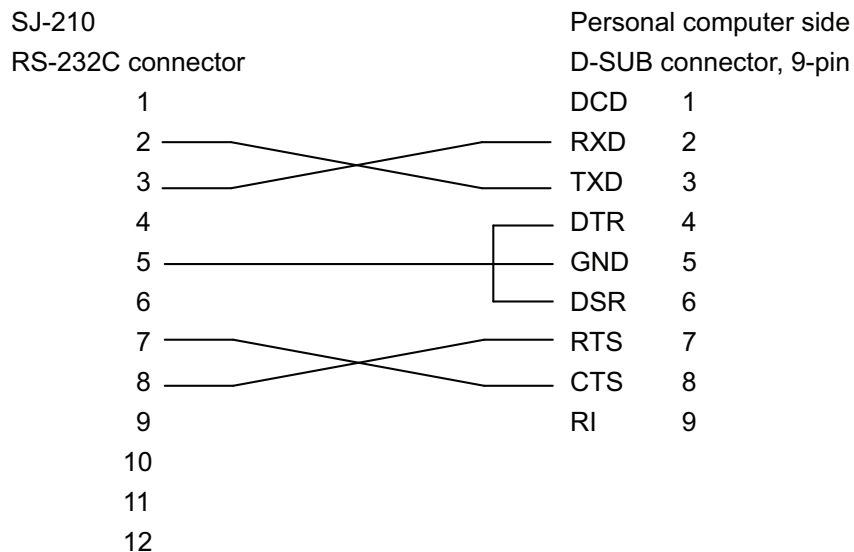 SJ-210 Personal computer side
RS-232C connector D-SUB connector, 9-pin
1 DCD 1
2 RXD 2
3 TXD 3
4 DTR 4
5 GND 5
6 DSR 6
7 RTS 7
8 CTS 8
9 RI 9
10
11
12